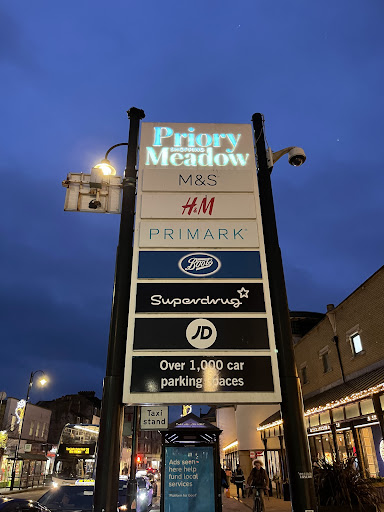 Priory
SHOPPING
Meadow
M&S
H&M
PRIMARK
Boots
Superdrug
JD
Over 1,000 car
parking spaces
Taxi
stand
Ads seen
here help
fund local
services